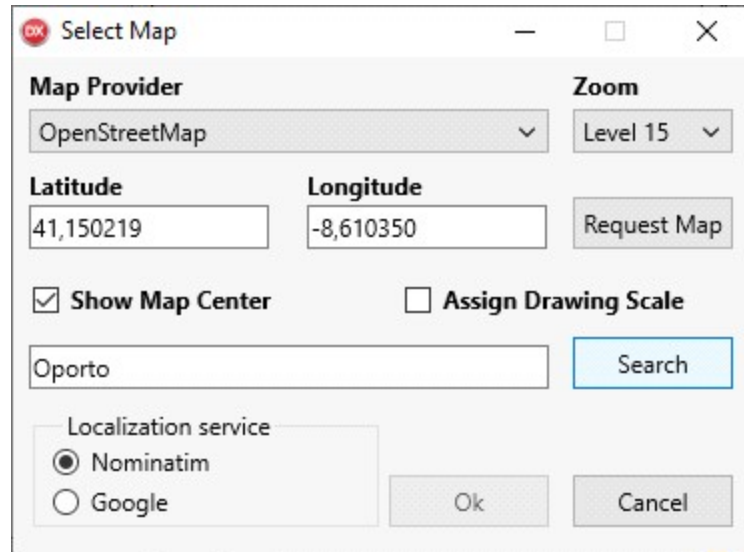 DX Select Map
Map Provider Zoom
OpenStreetMap Level 15
Latitude Longitude
41,150219 -8,610350 Request Map
Show Map Center Assign Drawing Scale
Oporto Search
Localization service
Nominatim
Google Ok Cancel